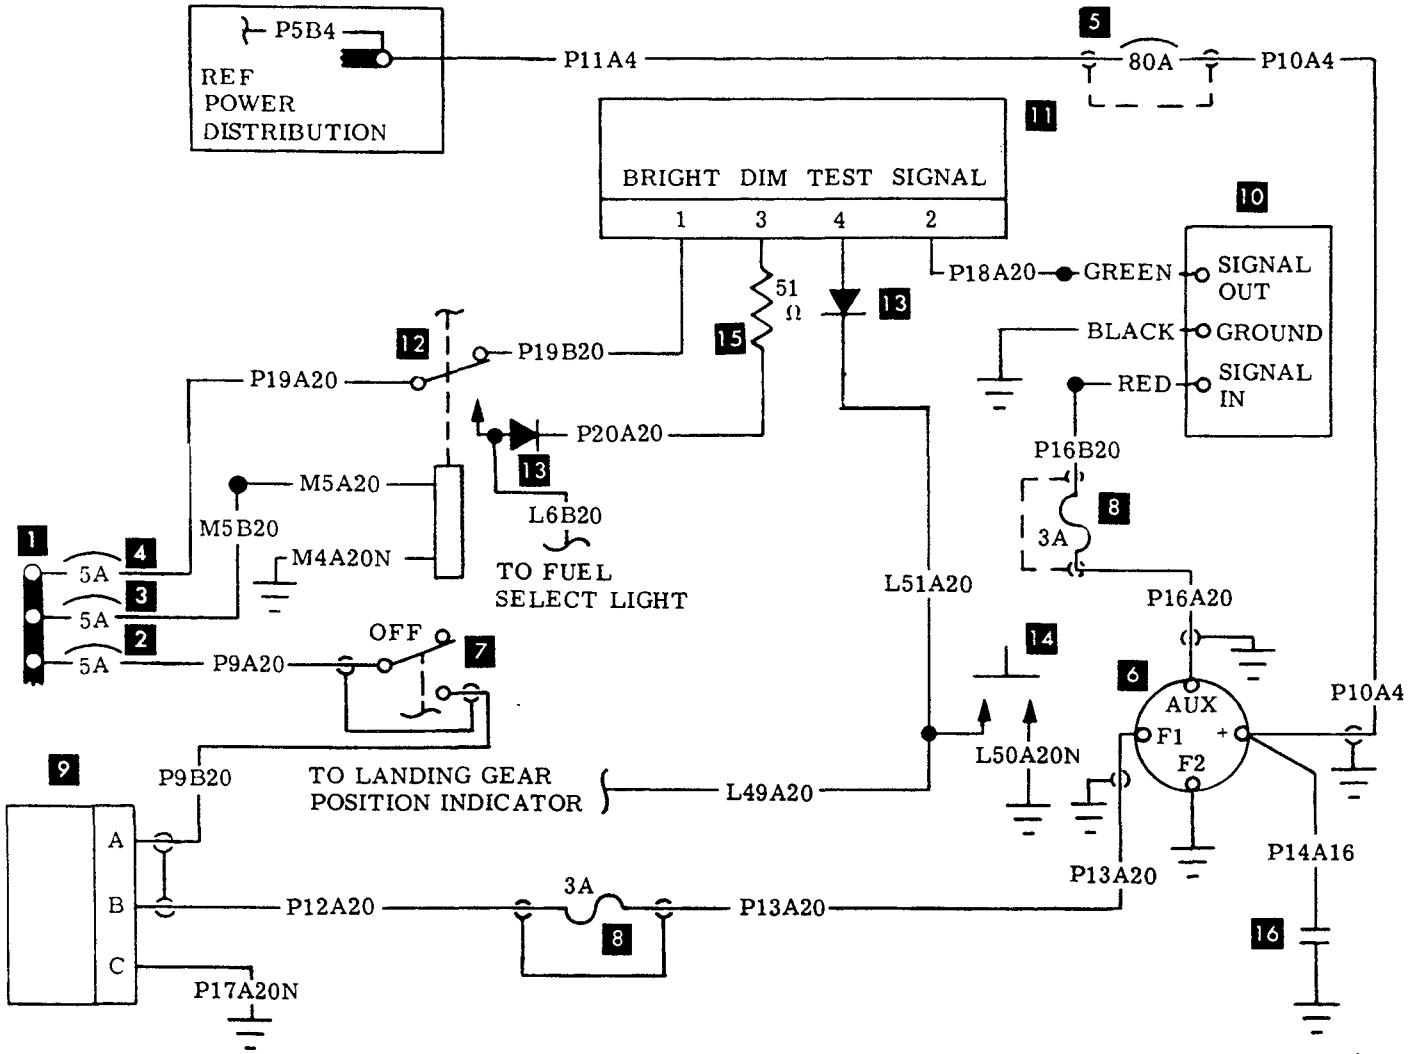 P5B4
REF
POWER
DISTRIBUTION
P11A4
5
80A
P10A4
11
BRIGHT DIM TEST SIGNAL
1 3 4 2
10
P18A20
GREEN
SIGNAL
OUT
BLACK
GROUND
RED
SIGNAL
IN
51
Ω
13
15
12
P19B20
P19A20
P20A20
13
M5A20
M5B20
L6B20
TO FUEL
SELECT LIGHT
M4A20N
P16B20
8
3A
1
4
5A
3
5A
2
5A
L51A20
P16A20
OFF
7
P9A20
14
6
AUX
F1
+
F2
P10A4
L50A20N
9
P9B20
TO LANDING GEAR
POSITION INDICATOR
L49A20
A
B
C
P12A20
3A
8
P13A20
P13A20
P14A16
16
P17A20N